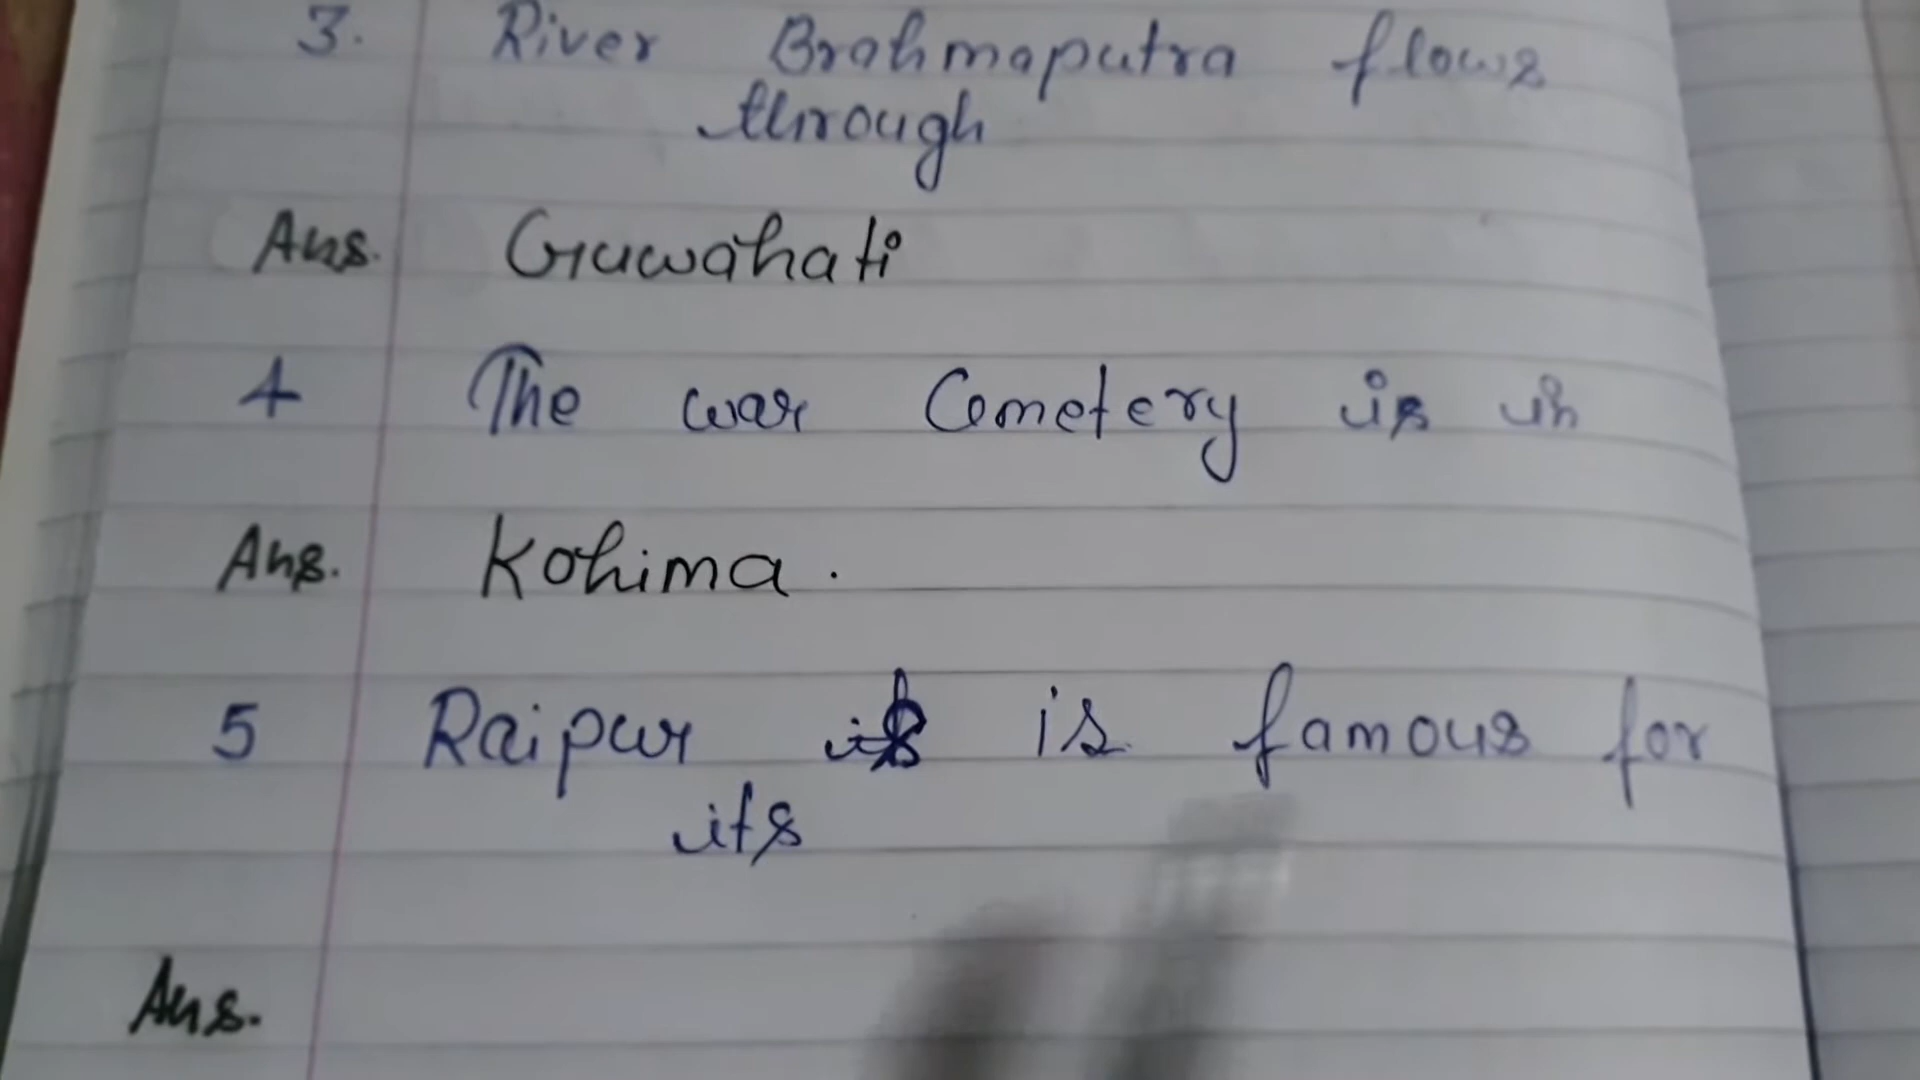 3. River Brahmaputra flows
through
Ans. Guwahati
4 The war Cemetery is in
Ans. Kohima.
5 Raipur is is famous for
its
Ans.